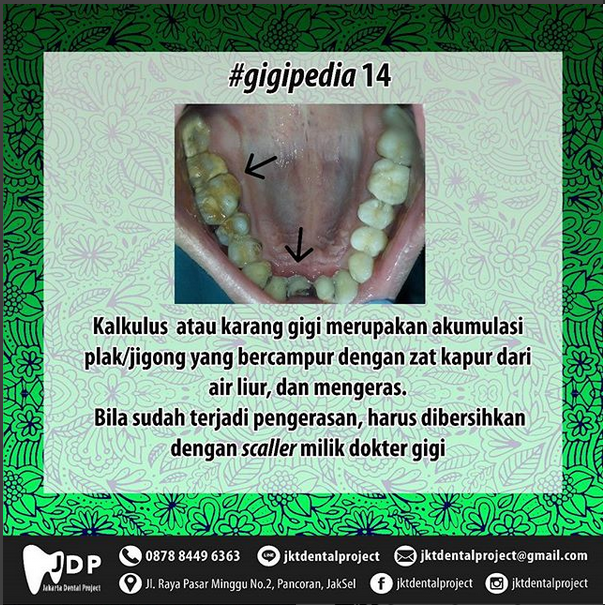 #gigipedia 14
Kalkulus atau karang gigi merupakan akumulasi
plak/jigong yang bercampur dengan zat kapur dari
air liur, dan mengeras.
Bila sudah terjadi pengerasan, harus dibersihkan
dengan scaller milik dokter gigi
JDP
Jakarta Dental Project
0878 8449 6363
LINE
jktdentalproject
jktdentalproject@gmail.com
Jl. Raya Pasar Minggu No.2, Pancoran, JakSel
f
jktdentalproject
jktdentalproject